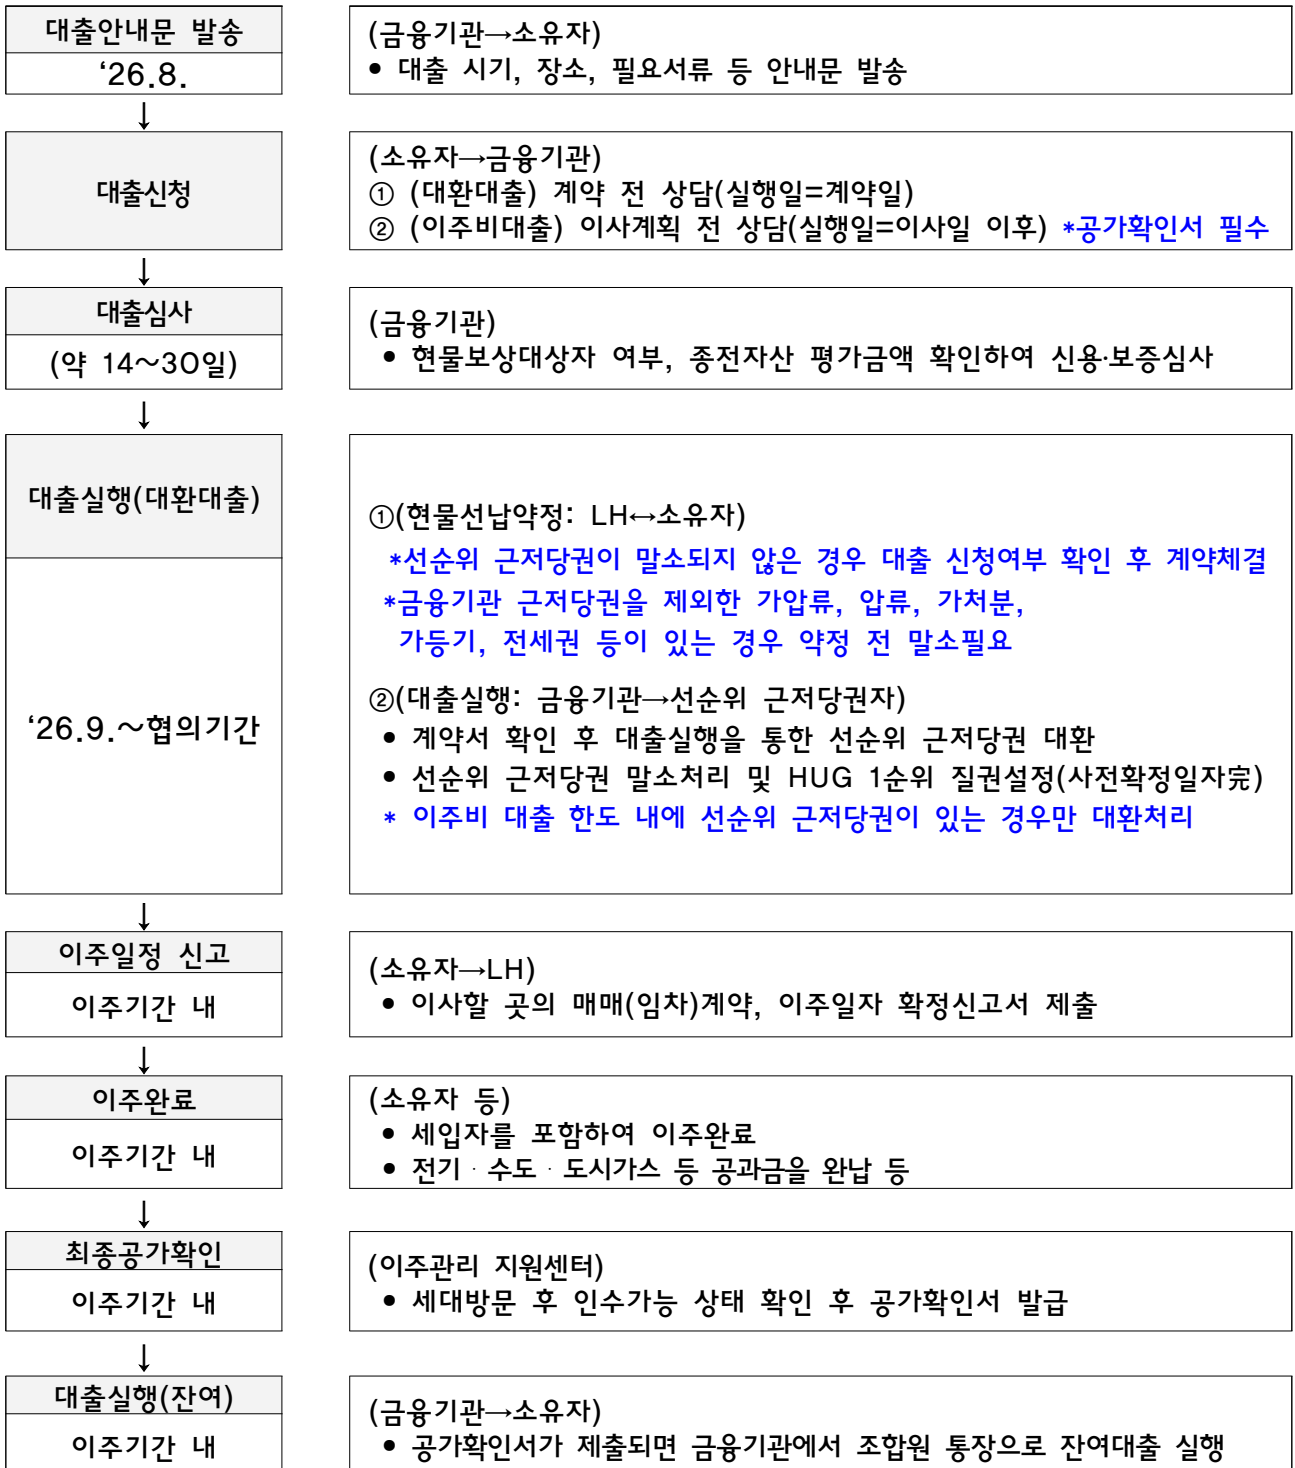 대출안내문 발송
‘26.8.
(금융기관→소유자)
● 대출 시기, 장소, 필요서류 등 안내문 발송
↓
대출신청
(소유자→금융기관)
① (대환대출) 계약 전 상담(실행일=계약일)
② (이주비대출) 이사계획 전 상담(실행일=이사일 이후) *공가확인서 필수
↓
대출심사
(약 14~30일)
(금융기관)
● 현물보상대상자 여부, 종전자산 평가금액 확인하여 신용·보증심사
↓
대출실행(대환대출)
‘26.9.~협의기간
①(현물선납약정: LH↔소유자)
*선순위 근저당권이 말소되지 않은 경우 대출 신청여부 확인 후 계약체결
*금융기관 근저당권을 제외한 가압류, 압류, 가처분,
가등기, 전세권 등이 있는 경우 약정 전 말소필요
②(대출실행: 금융기관→선순위 근저당권자)
● 계약서 확인 후 대출실행을 통한 선순위 근저당권 대환
● 선순위 근저당권 말소처리 및 HUG 1순위 질권설정(사전확정일자完)
* 이주비 대출 한도 내에 선순위 근저당권이 있는 경우만 대환처리
↓
이주일정 신고
이주기간 내
(소유자→LH)
● 이사할 곳의 매매(임차)계약, 이주일자 확정신고서 제출
↓
이주완료
이주기간 내
(소유자 등)
● 세입자를 포함하여 이주완료
● 전기·수도·도시가스 등 공과금을 완납 등
↓
최종공가확인
이주기간 내
(이주관리 지원센터)
● 세대방문 후 인수가능 상태 확인 후 공가확인서 발급
↓
대출실행(잔여)
이주기간 내
(금융기관→소유자)
● 공가확인서가 제출되면 금융기관에서 조합원 통장으로 잔여대출 실행